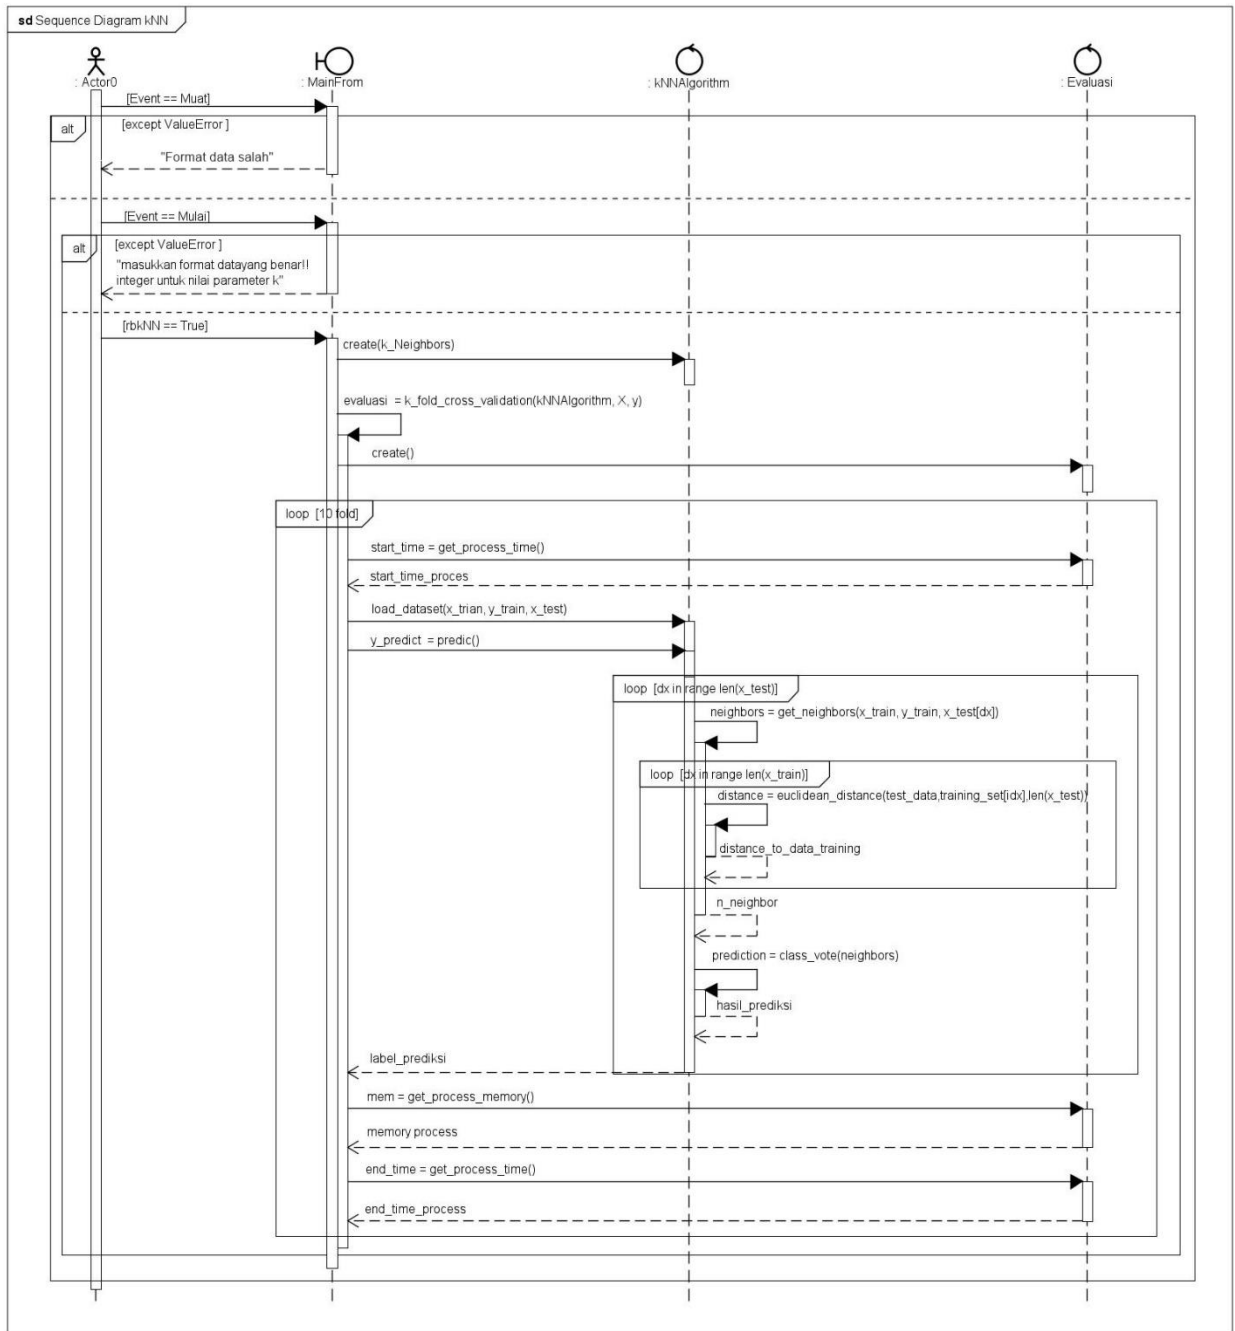 sd Sequence Diagram kNN
: Actor0
: MainFrom
: kNNAlgorithm
: Evaluasi
[Event == Muat]
alt
[except ValueError ]
"Format data salah"
[Event == Mulai]
alt
[except ValueError ]
"masukkan format datayang benar!!
integer untuk nilai parameter k"
[rbkNN == True]
create(k_Neighbors)
evaluasi = k_fold_cross_validation(kNNAlgorithm, X, y)
create()
loop [10 fold]
start_time = get_process_time()
start_time_proces
load_dataset(x_trian, y_train, x_test)
y_predict = predic()
loop [dx in range len(x_test)]
neighbors = get_neighbors(x_train, y_train, x_test[dx])
loop [dx in range len(x_train)]
distance = euclidean_distance(test_data,training_set[idx],len(x_test))
distance_to_data_training
n_neighbor
prediction = class_vote(neighbors)
hasil_prediksi
label_prediksi
mem = get_process_memory()
memory process
end_time = get_process_time()
end_time_process